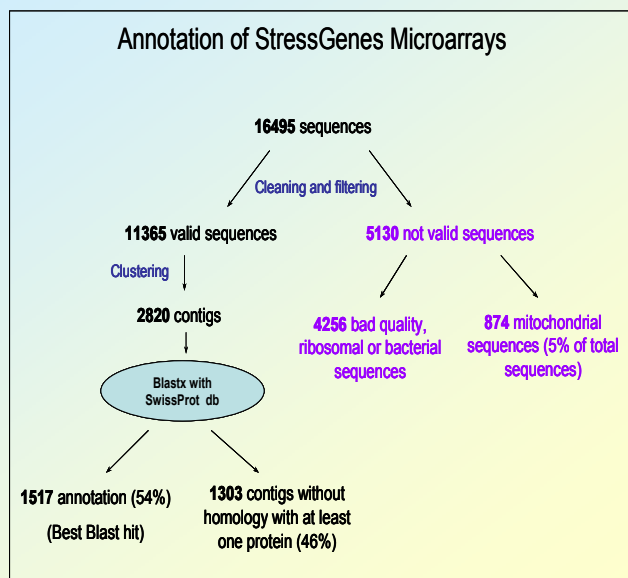 Annotation of StressGenes Microarrays
16495 sequences
Cleaning and filtering
11365 valid sequences
5130 not valid sequences
Clustering
2820 contigs
4256 bad quality,
ribosomal or bacterial
sequences
874 mitochondrial
sequences (5% of total
sequences)
Blastx with
SwissProt db
1517 annotation (54%)
(Best Blast hit)
1303 contigs without
homology with at least
one protein (46%)